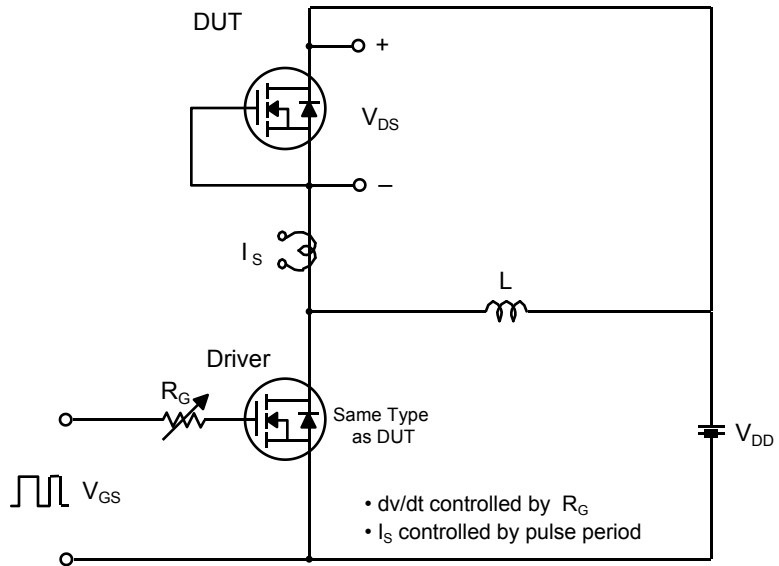 DUT
+
V_DS
−
I_S
L
Driver
R_G
Same Type
as DUT
V_DD
V_GS
• dv/dt controlled by R_G
• I_S controlled by pulse period